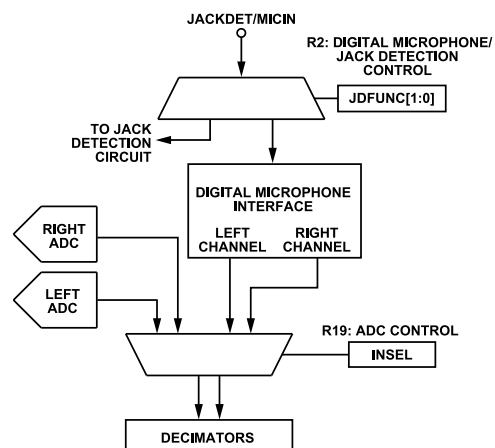 JACKDET/MICIN
R2: DIGITAL MICROPHONE/
JACK DETECTION
CONTROL
JDFUNC[1:0]
TO JACK
DETECTION
CIRCUIT
DIGITAL MICROPHONE
INTERFACE
LEFT
CHANNEL
RIGHT
CHANNEL
RIGHT
ADC
LEFT
ADC
R19: ADC CONTROL
INSEL
DECIMATORS